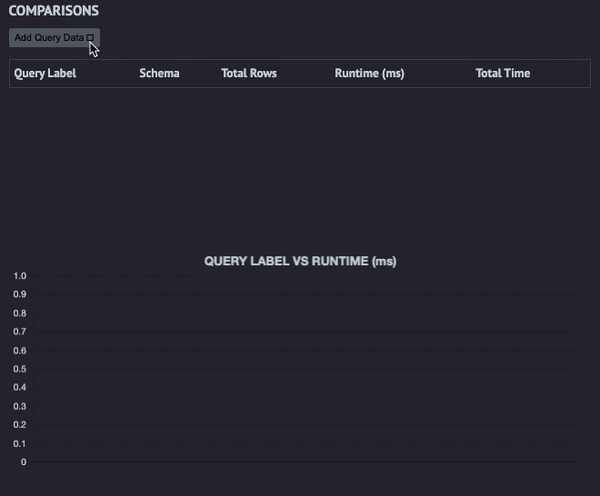 COMPARISONS
Add Query Data
Query Label Schema Total Rows Runtime (ms) Total Time
QUERY LABEL VS RUNTIME (ms)
1.0
0.9
0.8
0.7
0.6
0.5
0.4
0.3
0.2
0.1
0